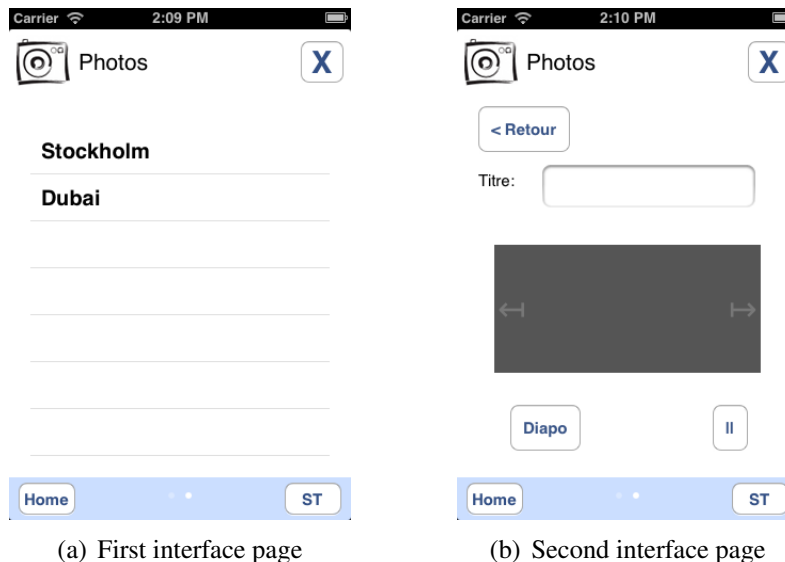 Carrier 2:09 PM
Photos X
Stockholm
Dubai
Home ST
(a) First interface page
Carrier 2:10 PM
Photos X
< Retour
Titre:
Diapo II
Home ST
(b) Second interface page